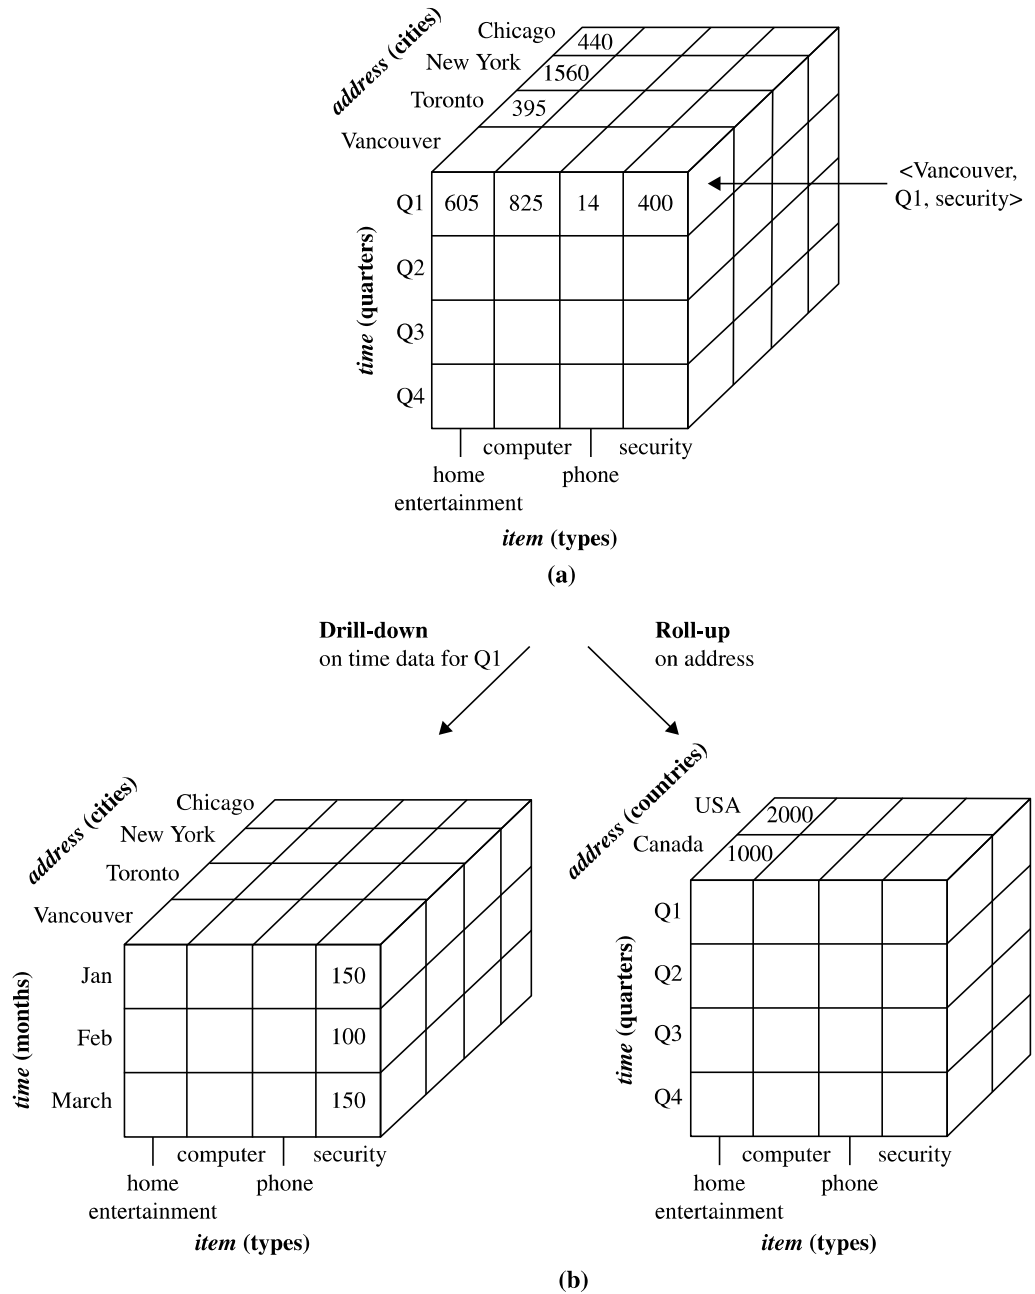 address (cities)
Chicago
440
New York
1560
Toronto
395
Vancouver
<Vancouver,
Q1, security>
time (quarters)
Q1 605 825 14 400
Q2
Q3
Q4
computer security
home phone
entertainment
item (types)
(a)
Drill-down
on time data for Q1
Roll-up
on address
address (cities)
Chicago
New York
Toronto
Vancouver
time (months)
Jan 150
Feb 100
March 150
computer security
home phone
entertainment
item (types)
address (countries)
USA 2000
Canada 1000
time (quarters)
Q1
Q2
Q3
Q4
computer security
home phone
entertainment
item (types)
(b)